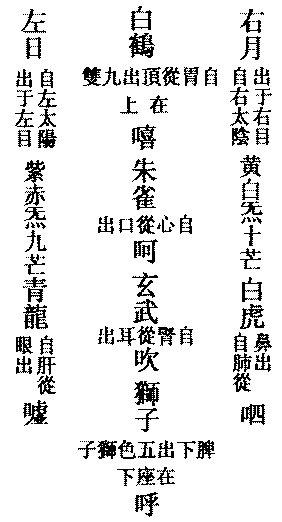 右月
出于右目
自右太陰
黄白炁十芒
白虎
鼻出
自肺從
呬
白鶴
自胃從頂出九雙
在上
嘻
朱雀
自心從口出
呵
玄武
自腎從耳出
吹
獅子
脾下出五色獅子
在座下
呼
左日
自左太陽
出于左目
紫赤炁九芒
青龍
自肝從
眼出
噓